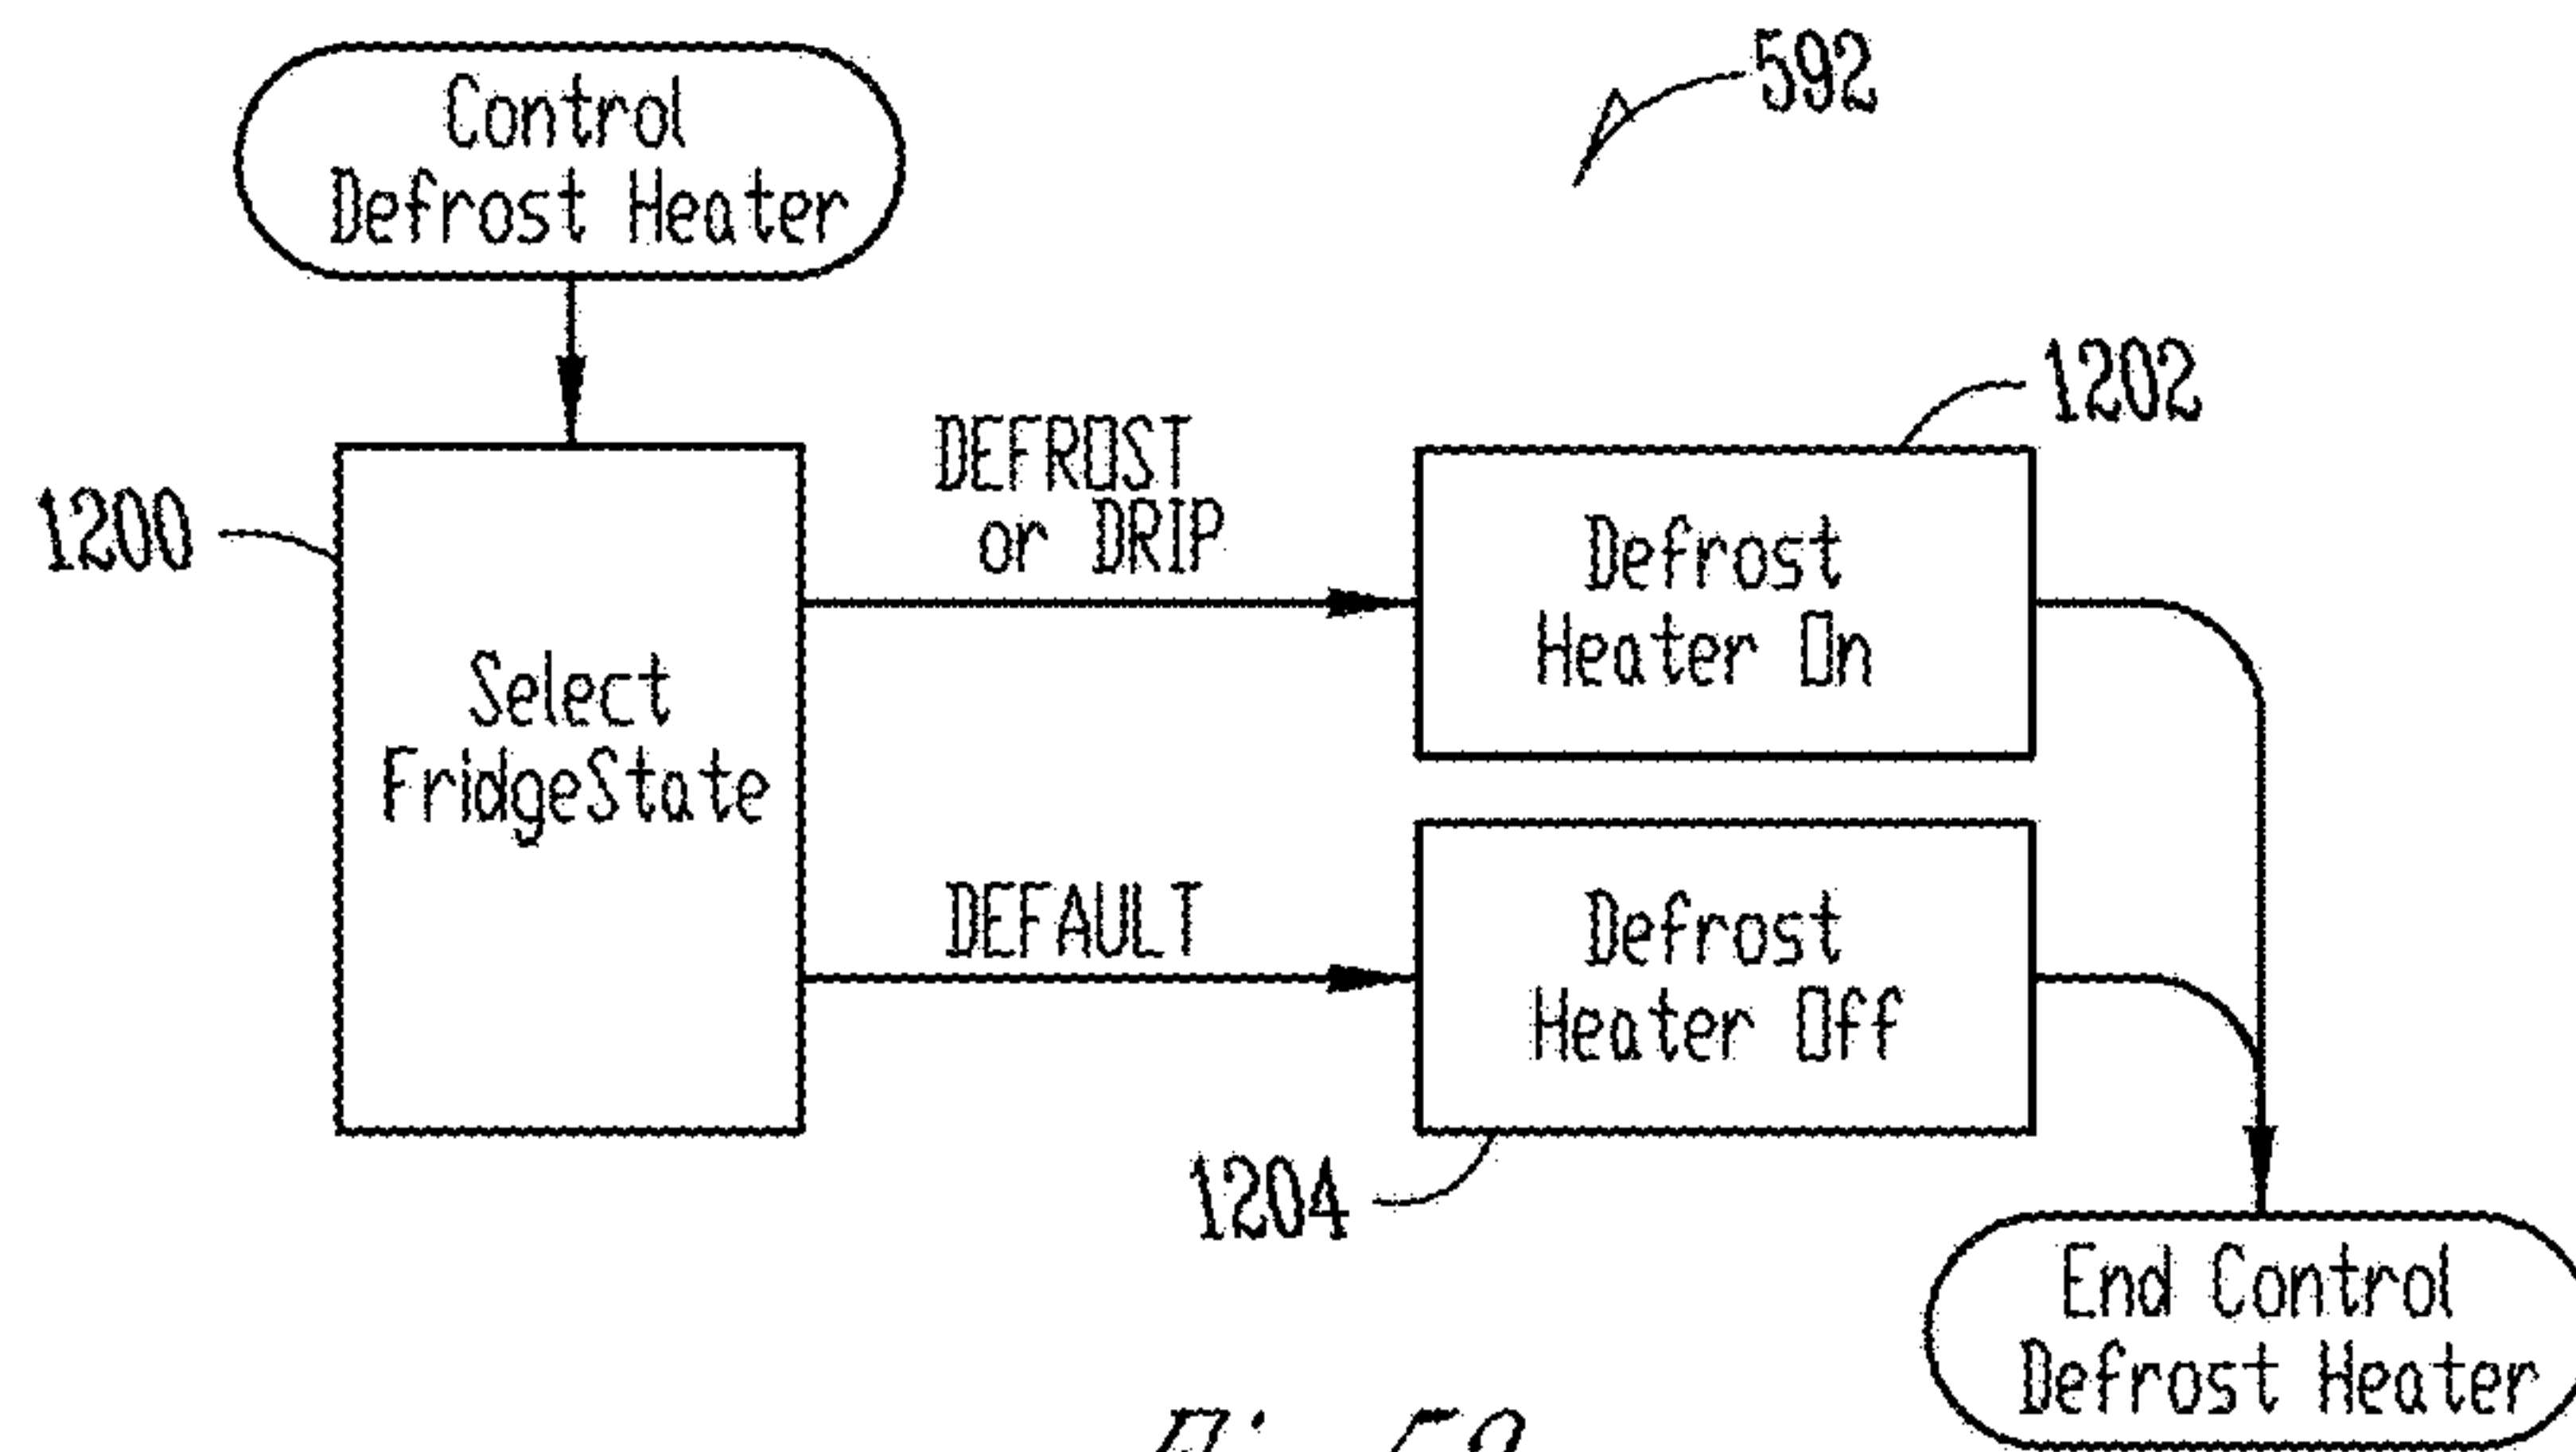 Control
Defrost Heater
592
1200
Select
FridgeState
DEFROST
or DRIP
1202
Defrost
Heater On
DEFAULT
Defrost
Heater Off
1204
End Control
Defrost Heater